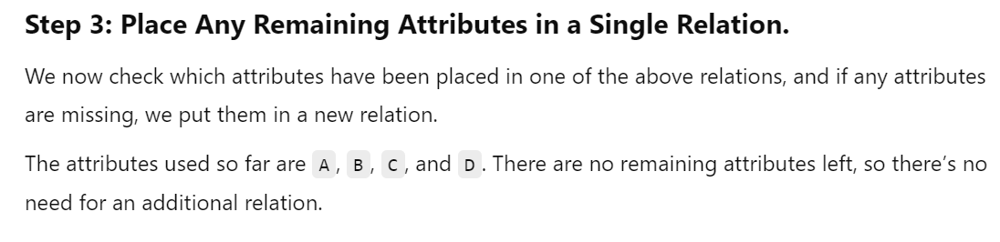 Step 3: Place Any Remaining Attributes in a Single Relation.
We now check which attributes have been placed in one of the above relations, and if any attributes
are missing, we put them in a new relation.
The attributes used so far are A, B, C, and D. There are no remaining attributes left, so there’s no
need for an additional relation.